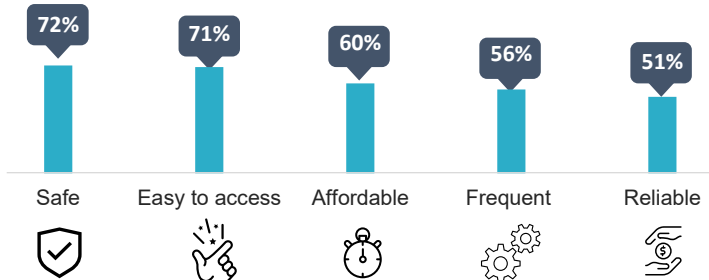 72%
71%
60%
56%
51%
Safe
Easy to access
Affordable
Frequent
Reliable
$